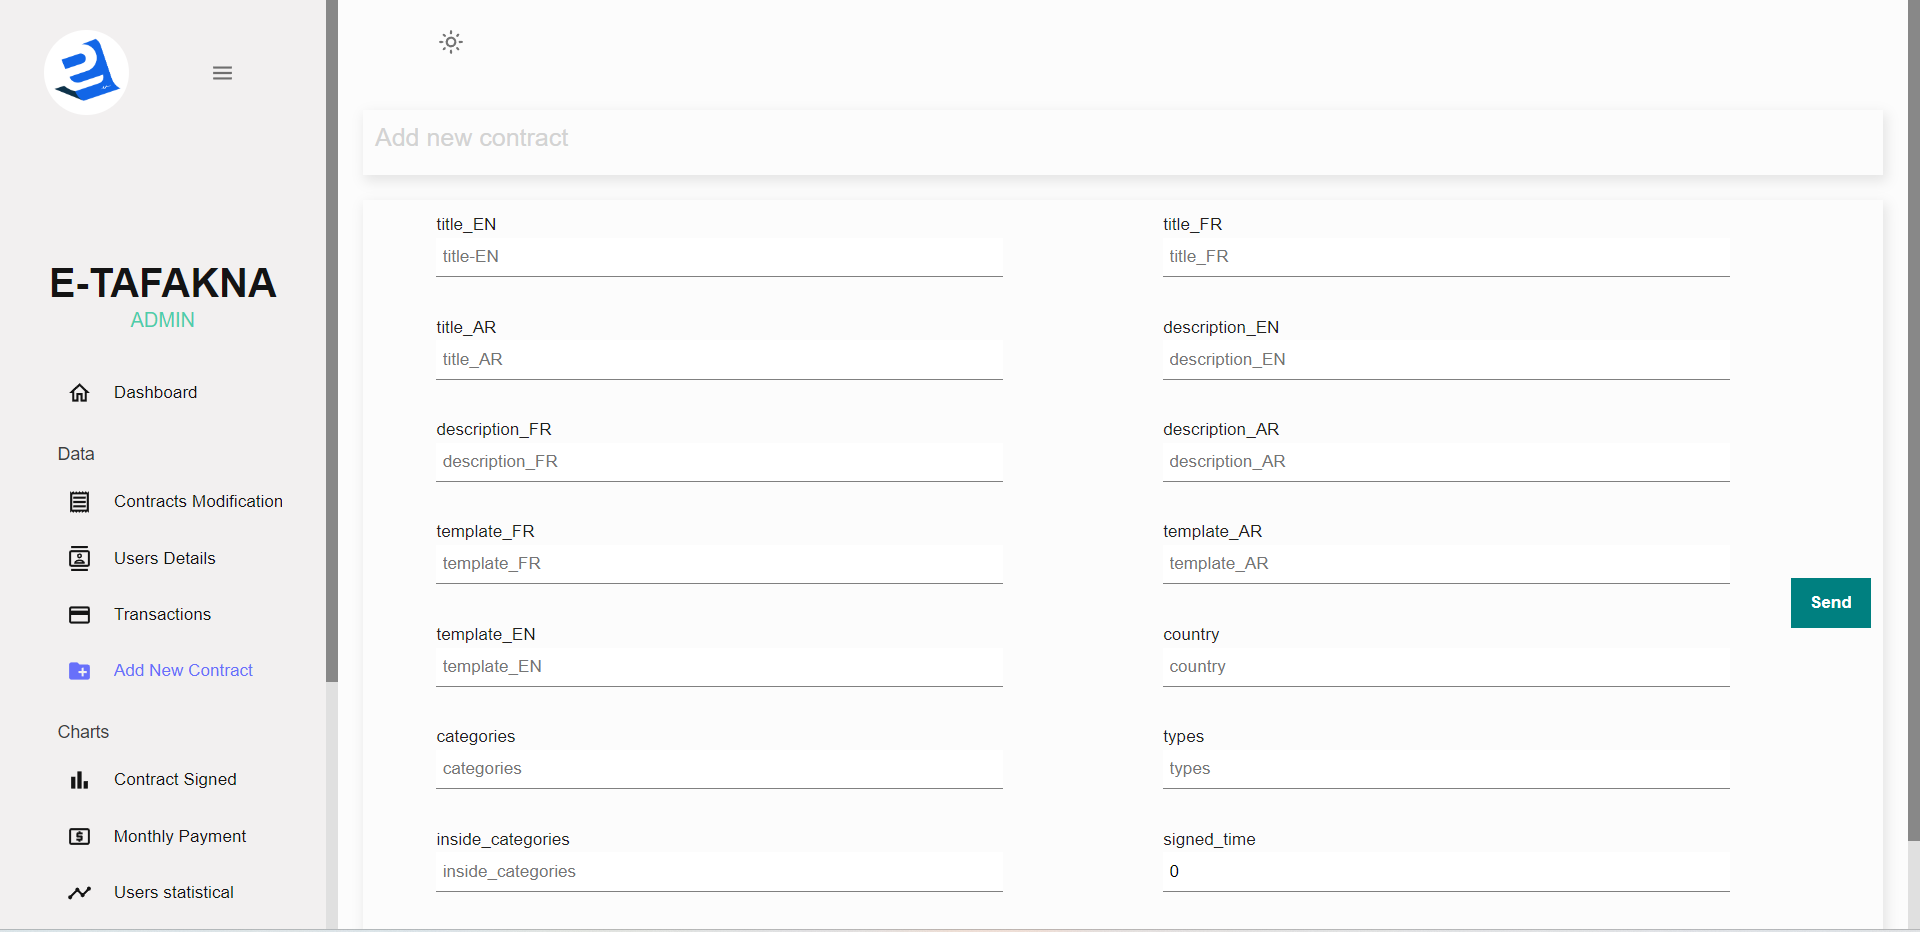 E-TAFAKNA
ADMIN
Dashboard
Data
Contracts Modification
Users Details
Transactions
Add New Contract
Charts
Contract Signed
Monthly Payment
Users statistical
Add new contract
title_EN
title-EN
title_FR
title_FR
title_AR
title_AR
description_EN
description_EN
description_FR
description_FR
description_AR
description_AR
template_FR
template_FR
template_AR
template_AR
template_EN
template_EN
country
country
categories
categories
types
types
inside_categories
inside_categories
signed_time
0
Send